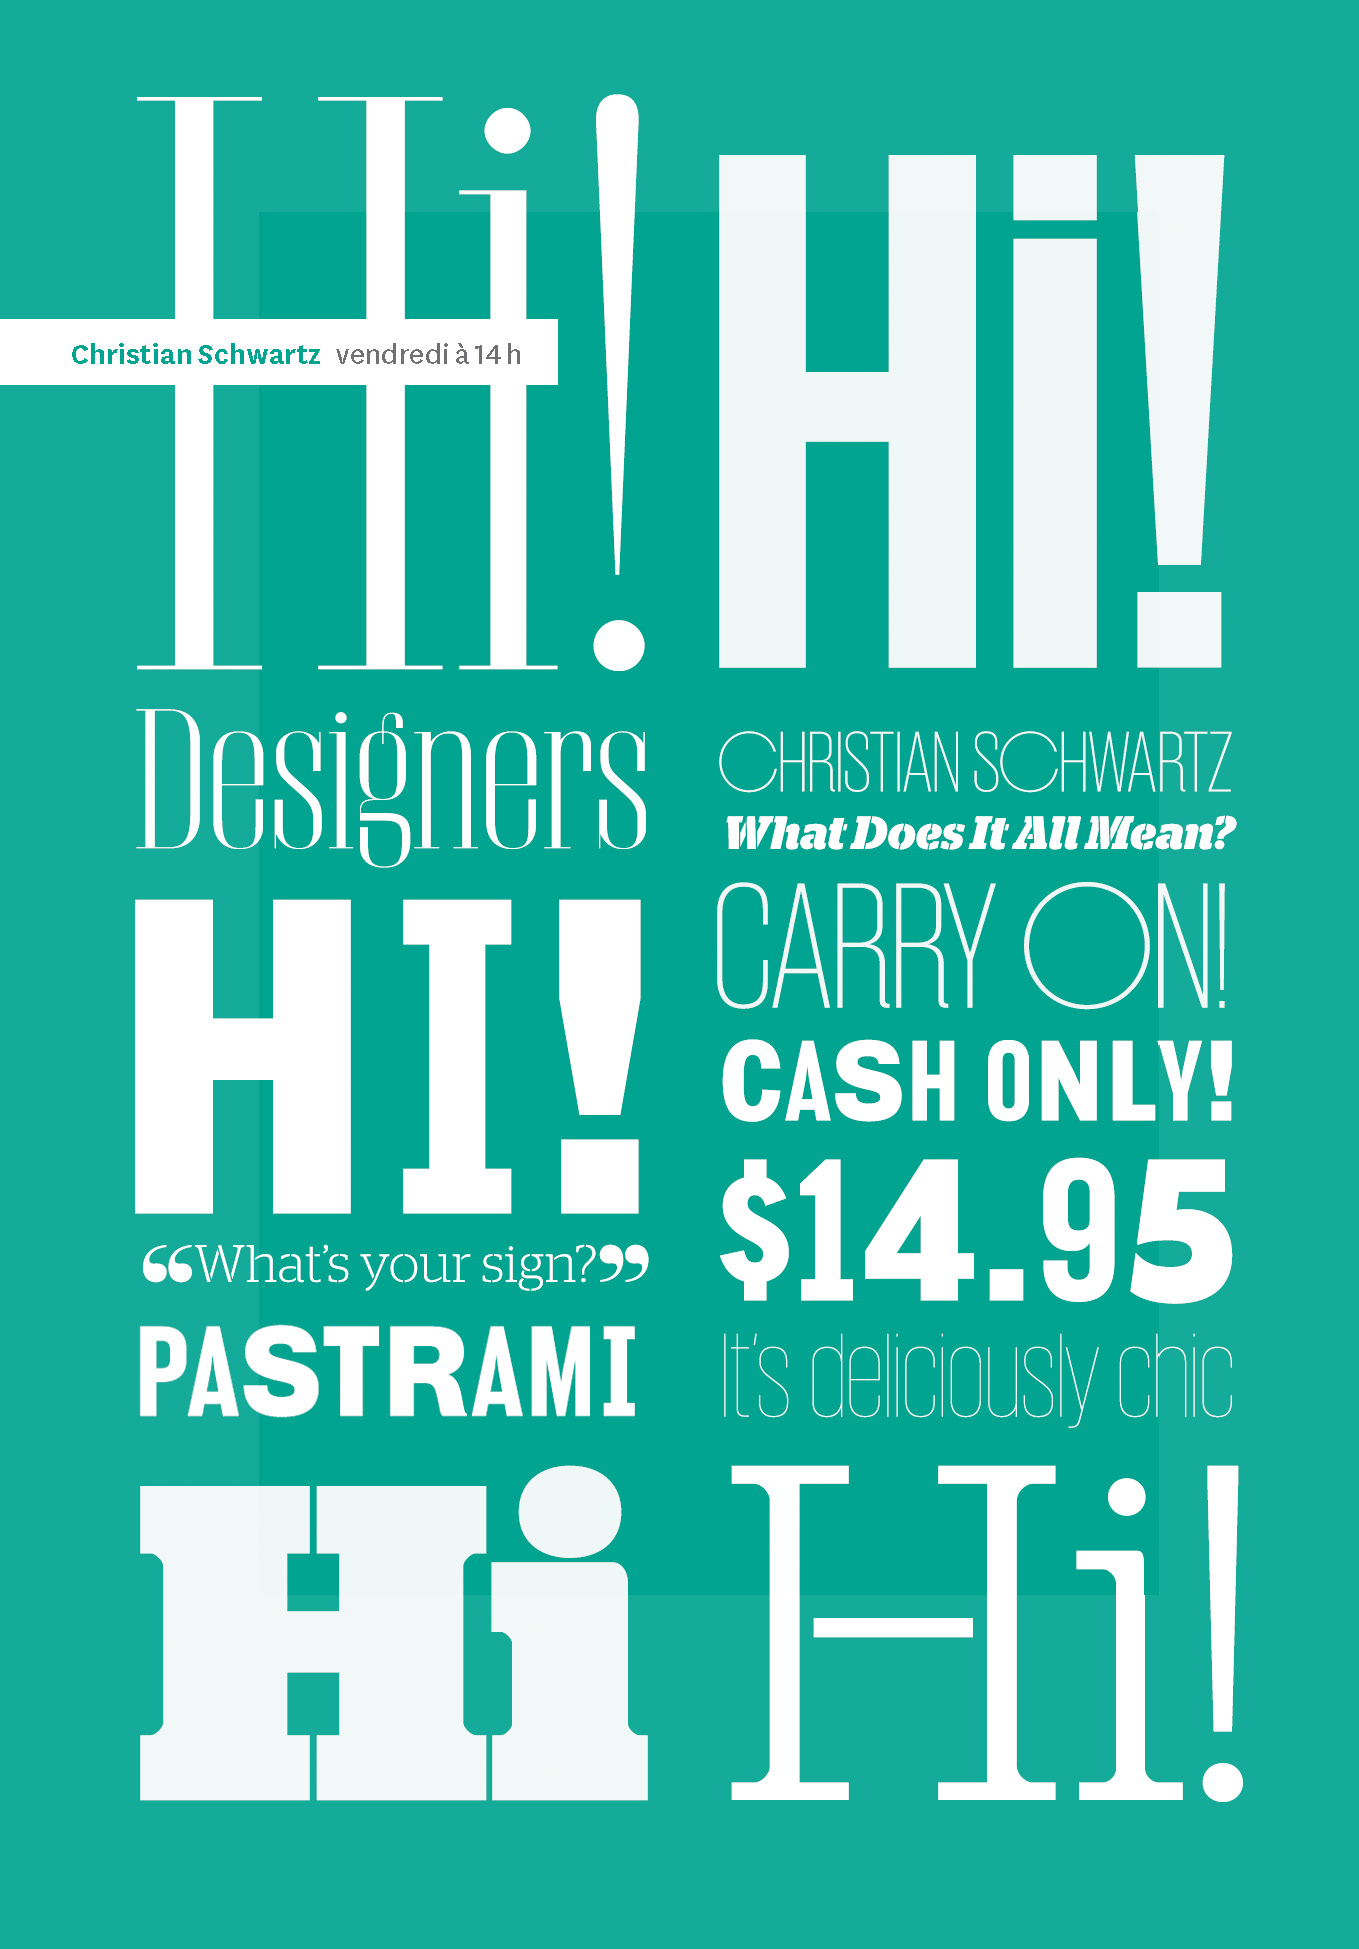 Hi!
Christian Schwartz vendredi à 14 h
Designers
HI!
“What’s your sign?”
PASTRAMI
Hi
Hi!
CHRISTIAN SCHWARTZ
What Does It All Mean?
CARRY ON!
CASH ONLY!
$14.95
It’s deliciously chic
Hi!